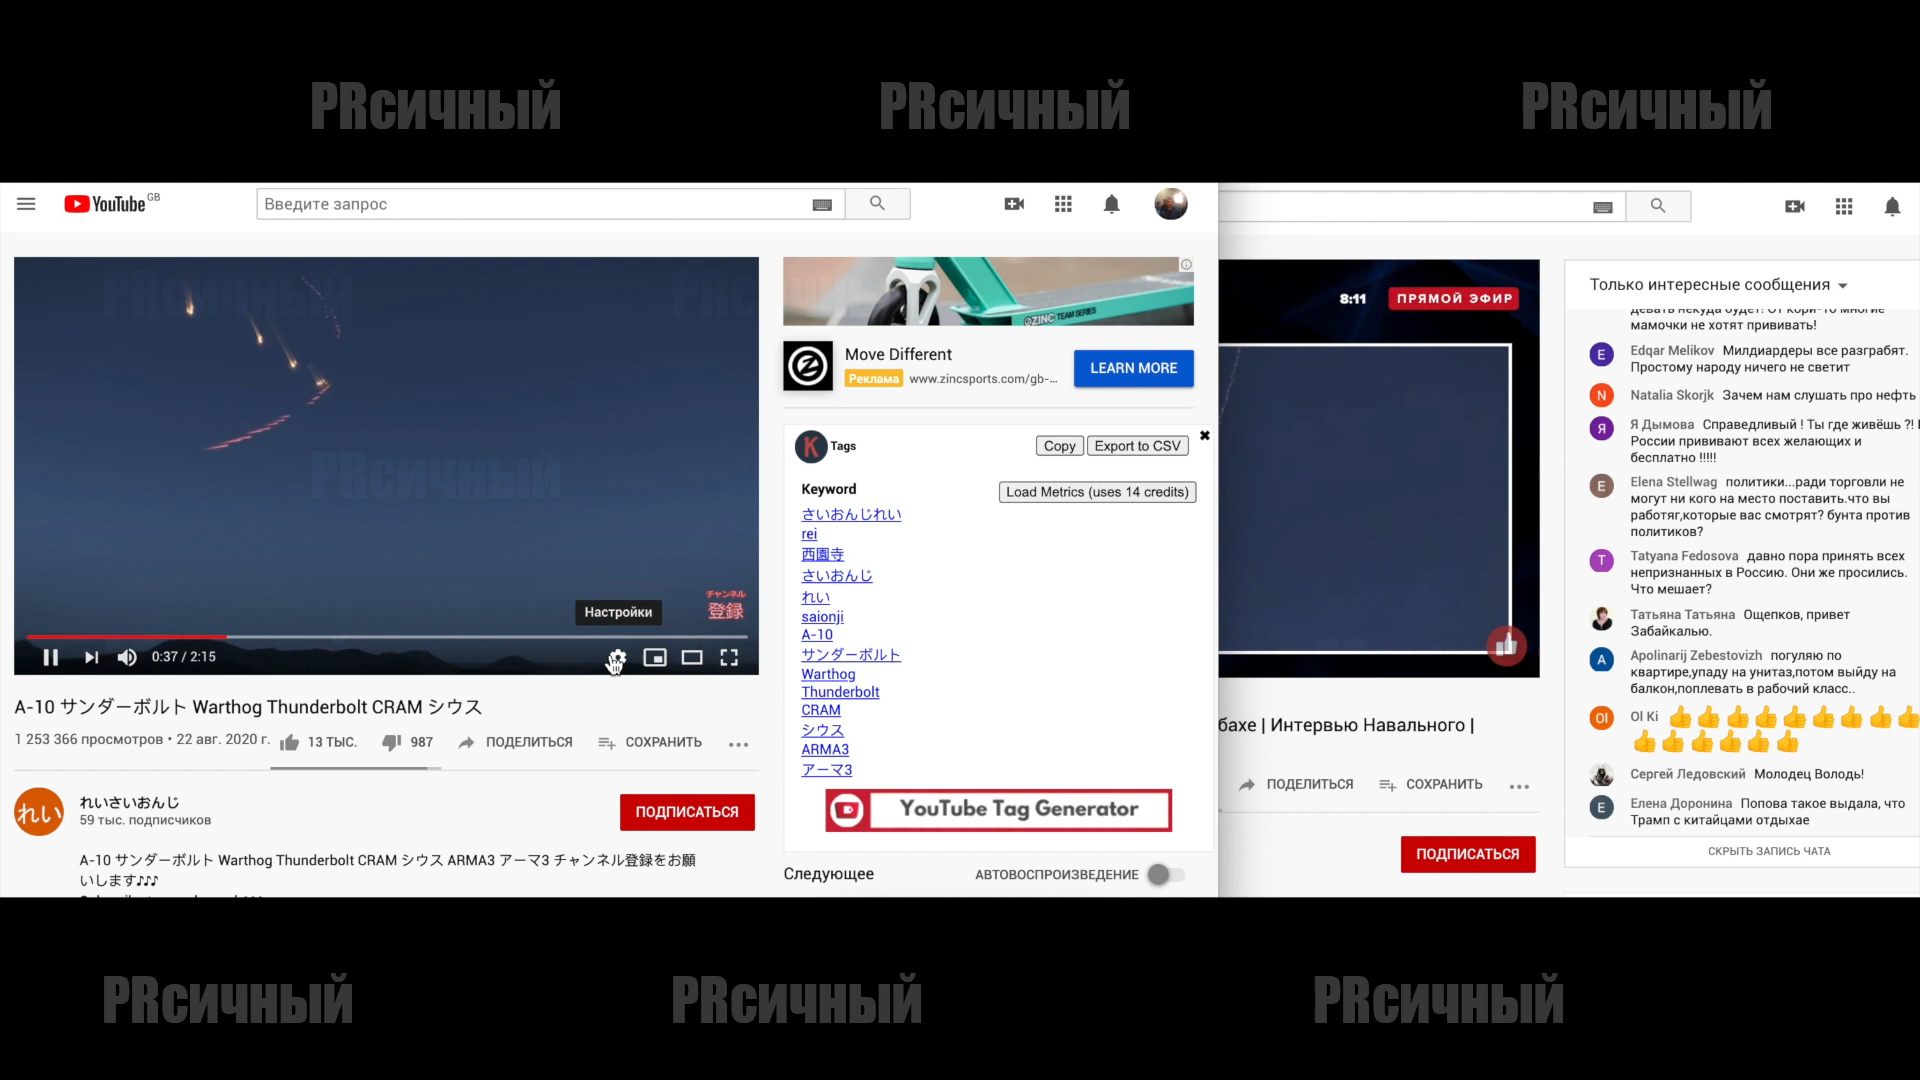 PRсичный
PRсичный
PRсичный
YouTube GB
Введите запрос
PRсичный
PRсичный
チャンネル
登録
Настройки
0:37 / 2:15
A-10 サンダーボルト Warthog Thunderbolt CRAM シウス
1 253 366 просмотров • 22 авг. 2020 г.
13 ТЫС.
987
ПОДЕЛИТЬСЯ
СОХРАНИТЬ
れい
れいさいおんじ
59 тыс. подписчиков
ПОДПИСАТЬСЯ
A-10 サンダーボルト Warthog Thunderbolt CRAM シウス ARMA3 アーマ3 チャンネル登録をお願
いします♪♪♪
@ZINC TEAM SERIES
Move Different
Реклама www.zincsports.com/gb-...
LEARN MORE
K Tags
Copy
Export to CSV
Keyword
Load Metrics (uses 14 credits)
さいおんじれい
rei
西園寺
さいおんじ
れい
saionji
A-10
サンダーボルト
Warthog
Thunderbolt
CRAM
シウス
ARMA3
アーマ3
YouTube Tag Generator
Следующее
АВТОВОСПРОИЗВЕДЕНИЕ
8:11
ПРЯМОЙ ЭФИР
бахе | Интервью Навального |
ПОДЕЛИТЬСЯ
СОХРАНИТЬ
ПОДПИСАТЬСЯ
Только интересные сообщения
девать некуда будет! От кори-то многие
мамочки не хотят прививать!
E Edqar Melikov Милдиардеры все разграбят.
Простому народу ничего не светит
N Natalia Skorjk Зачем нам слушать про нефть
Я Я Дымова Справедливый ! Ты где живёшь ?!
России прививают всех желающих и
бесплатно !!!!!
E Elena Stellwag политики...ради торговли не
могут ни кого на место поставить.что вы
работяг,которые вас смотрят? бунта против
политиков?
T Tatyana Fedosova давно пора принять всех
непризнанных в Россию. Они же просились.
Что мешает?
Татьяна Татьяна Ощепков, привет
Забайкалью.
A Apolinarij Zebestovizh погуляю по
квартире,упаду на унитаз,потом выйду на
балкон,поплевать в рабочий класс..
Ol Ol Ki 👍👍👍👍👍👍👍👍👍
👍👍👍👍👍👍
Сергей Ледовский Молодец Володь!
Е Елена Доронина Попова такое выдала, что
Трамп с китайцами отдыхае
СКРЫТЬ ЗАПИСЬ ЧАТА
PRсичный
PRсичный
PRсичный